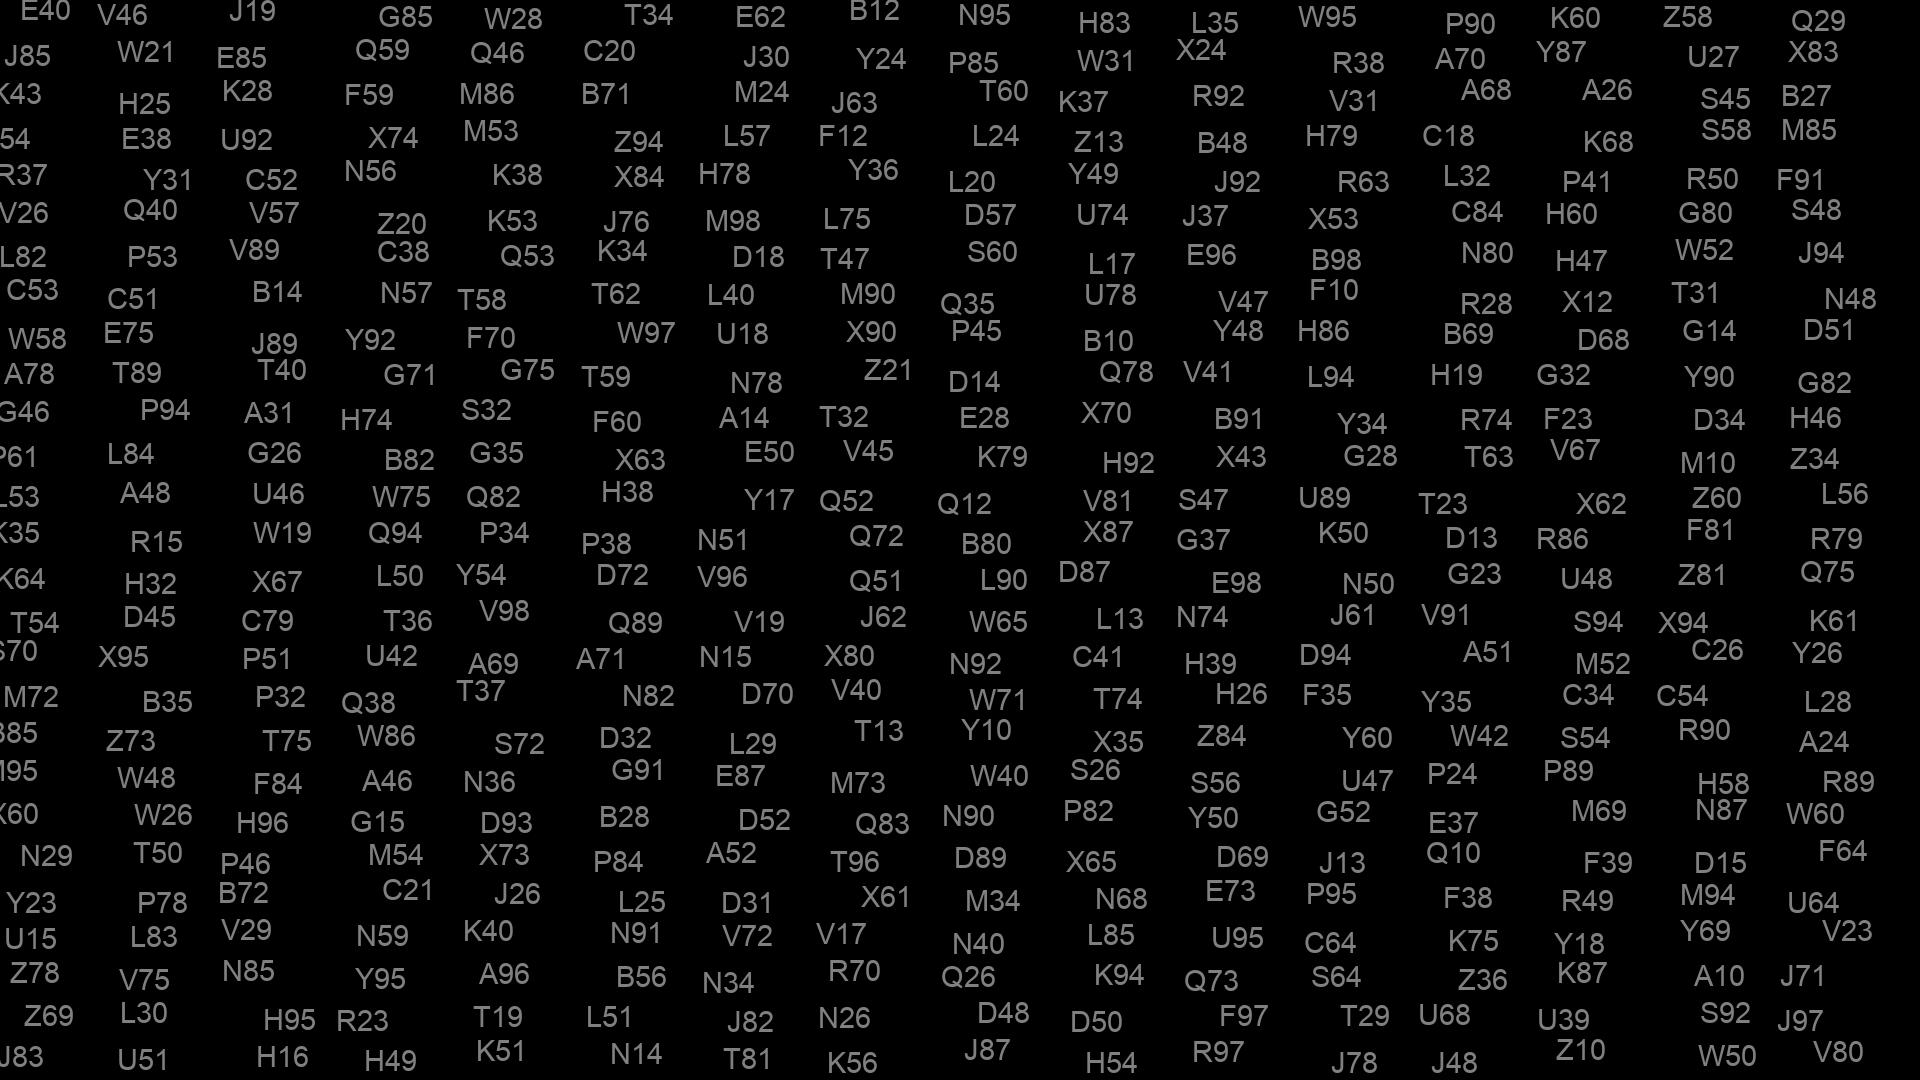 E40 V46 J19 G85 W28 T34 E62 B12 N95 H83 L35 W95 P90 K60 Z58 Q29
J85 W21 E85 Q59 Q46 C20 J30 Y24 P85 W31 X24 R38 A70 Y87 U27 X83
K43 H25 K28 F59 M86 B71 M24 J63 T60 K37 R92 V31 A68 A26 S45 B27
54 E38 U92 X74 M53 Z94 L57 F12 L24 Z13 B48 H79 C18 K68 S58 M85
R37 Y31 C52 N56 K38 X84 H78 Y36 L20 Y49 J92 R63 L32 P41 R50 F91
V26 Q40 V57 Z20 K53 J76 M98 L75 D57 U74 J37 X53 C84 H60 G80 S48
L82 P53 V89 C38 Q53 K34 D18 T47 S60 L17 E96 B98 N80 H47 W52 J94
C53 C51 B14 N57 T58 T62 L40 M90 Q35 U78 V47 F10 R28 X12 T31 N48
W58 E75 J89 Y92 F70 W97 U18 X90 P45 B10 Y48 H86 B69 D68 G14 D51
A78 T89 T40 G71 G75 T59 N78 Z21 D14 Q78 V41 L94 H19 G32 Y90 G82
G46 P94 A31 H74 S32 F60 A14 T32 E28 X70 B91 Y34 R74 F23 D34 H46
P61 L84 G26 B82 G35 X63 E50 V45 K79 H92 X43 G28 T63 V67 M10 Z34
L53 A48 U46 W75 Q82 H38 Y17 Q52 Q12 V81 S47 U89 T23 X62 Z60 L56
K35 R15 W19 Q94 P34 P38 N51 Q72 B80 X87 G37 K50 D13 R86 F81 R79
K64 H32 X67 L50 Y54 D72 V96 Q51 L90 D87 E98 N50 G23 U48 Z81 Q75
T54 D45 C79 T36 V98 Q89 V19 J62 W65 L13 N74 J61 V91 S94 X94 K61
S70 X95 P51 U42 A69 A71 N15 X80 N92 C41 H39 D94 A51 M52 C26 Y26
M72 B35 P32 Q38 T37 N82 D70 V40 W71 T74 H26 F35 Y35 C34 C54 L28
B85 Z73 T75 W86 S72 D32 L29 T13 Y10 X35 Z84 Y60 W42 S54 R90 A24
M95 W48 F84 A46 N36 G91 E87 M73 W40 S26 S56 U47 P24 P89 H58 R89
K60 W26 H96 G15 D93 B28 D52 Q83 N90 P82 Y50 G52 E37 M69 N87 W60
N29 T50 P46 M54 X73 P84 A52 T96 D89 X65 D69 J13 Q10 F39 D15 F64
Y23 P78 B72 C21 J26 L25 D31 X61 M34 N68 E73 P95 F38 R49 M94 U64
U15 L83 V29 N59 K40 N91 V72 V17 N40 L85 U95 C64 K75 Y18 Y69 V23
Z78 V75 N85 Y95 A96 B56 N34 R70 Q26 K94 Q73 S64 Z36 K87 A10 J71
Z69 L30 H95 R23 T19 L51 J82 N26 D48 D50 F97 T29 U68 U39 S92 J97
J83 U51 H16 H49 K51 N14 T81 K56 J87 H54 R97 J78 J48 Z10 W50 V80